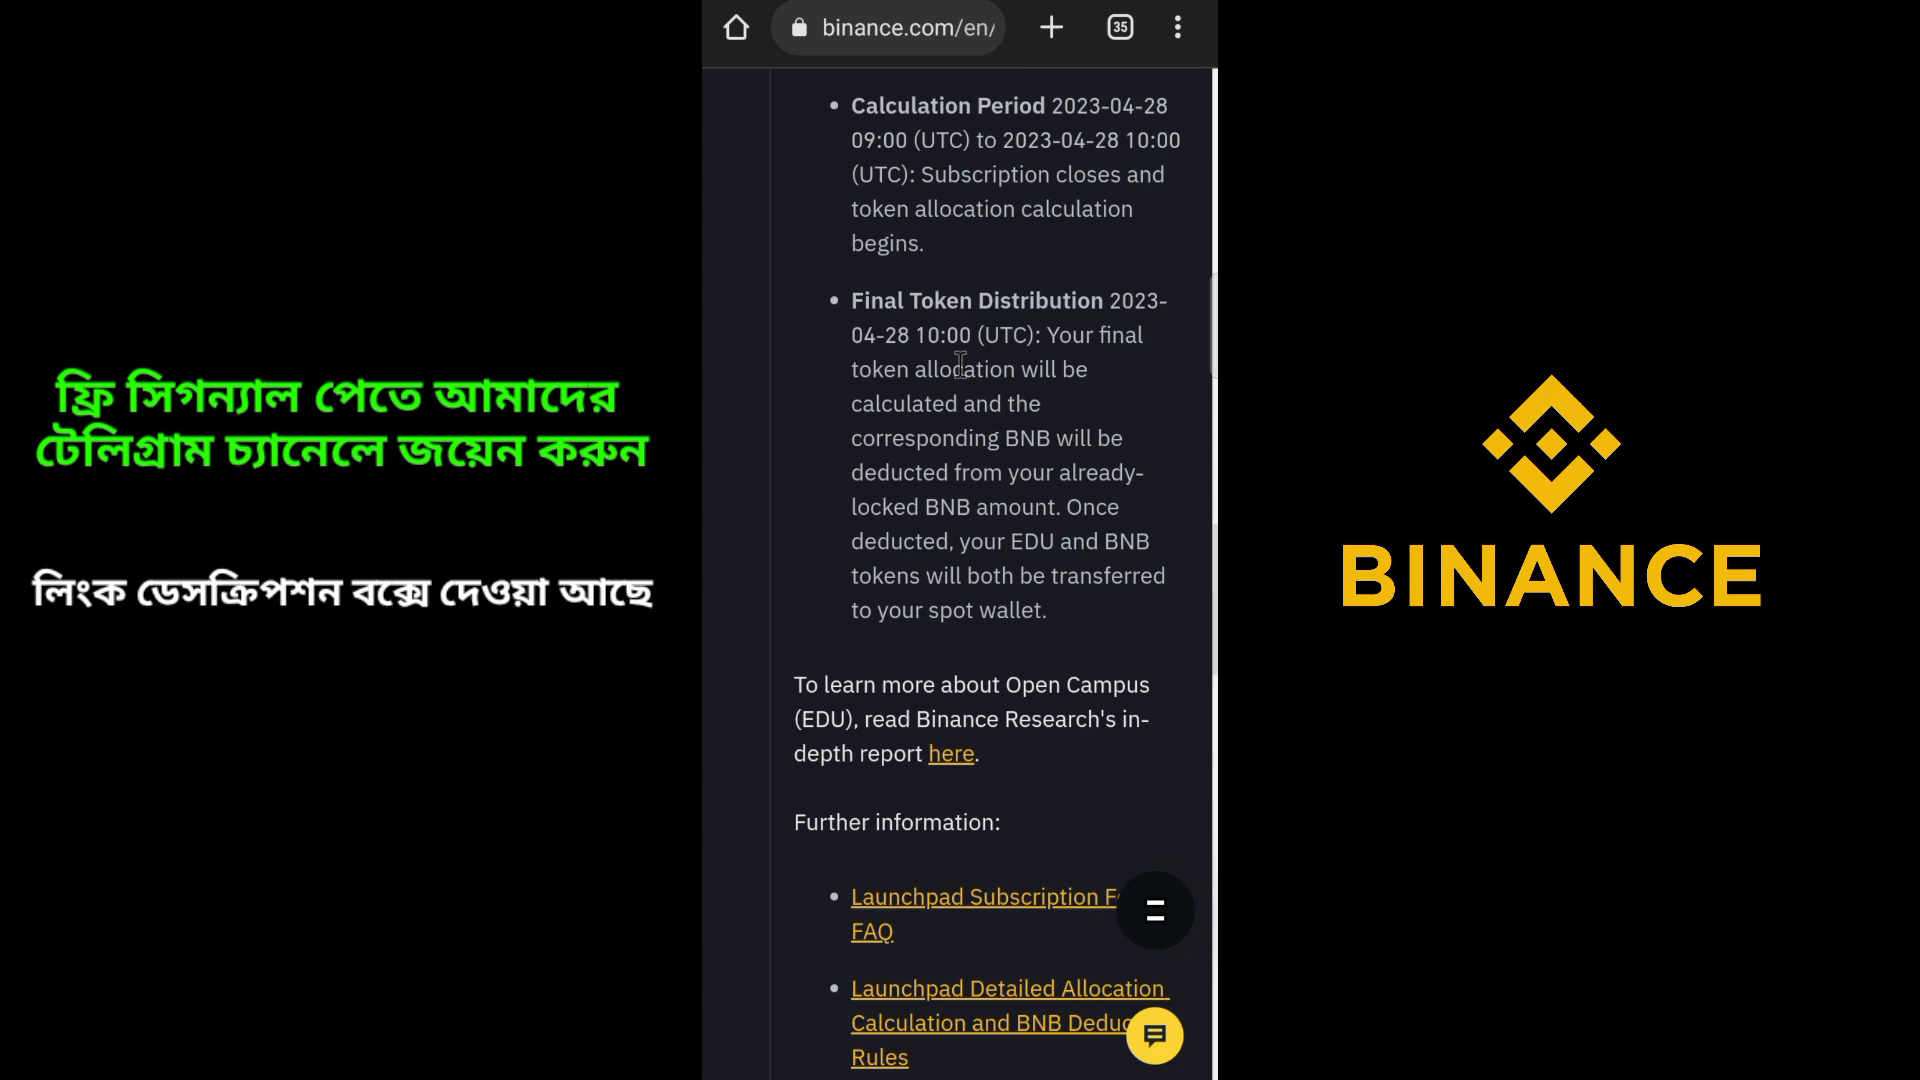 ফ্রি সিগন্যাল পেতে আমাদের
টেলিগ্রাম চ্যানেলে জয়েন করুন
লিংক ডেসক্রিপশন বক্সে দেওয়া আছে
binance.com/en/
35
Calculation Period 2023-04-28
09:00 (UTC) to 2023-04-28 10:00
(UTC): Subscription closes and
token allocation calculation
begins.
Final Token Distribution 2023-
04-28 10:00 (UTC): Your final
token allocation will be
calculated and the
corresponding BNB will be
deducted from your already-
locked BNB amount. Once
deducted, your EDU and BNB
tokens will both be transferred
to your spot wallet.
To learn more about Open Campus
(EDU), read Binance Research's in-
depth report here.
Further information:
Launchpad Subscription
FAQ
Launchpad Detailed Allocation
Calculation and BNB Deduc
Rules
BINANCE